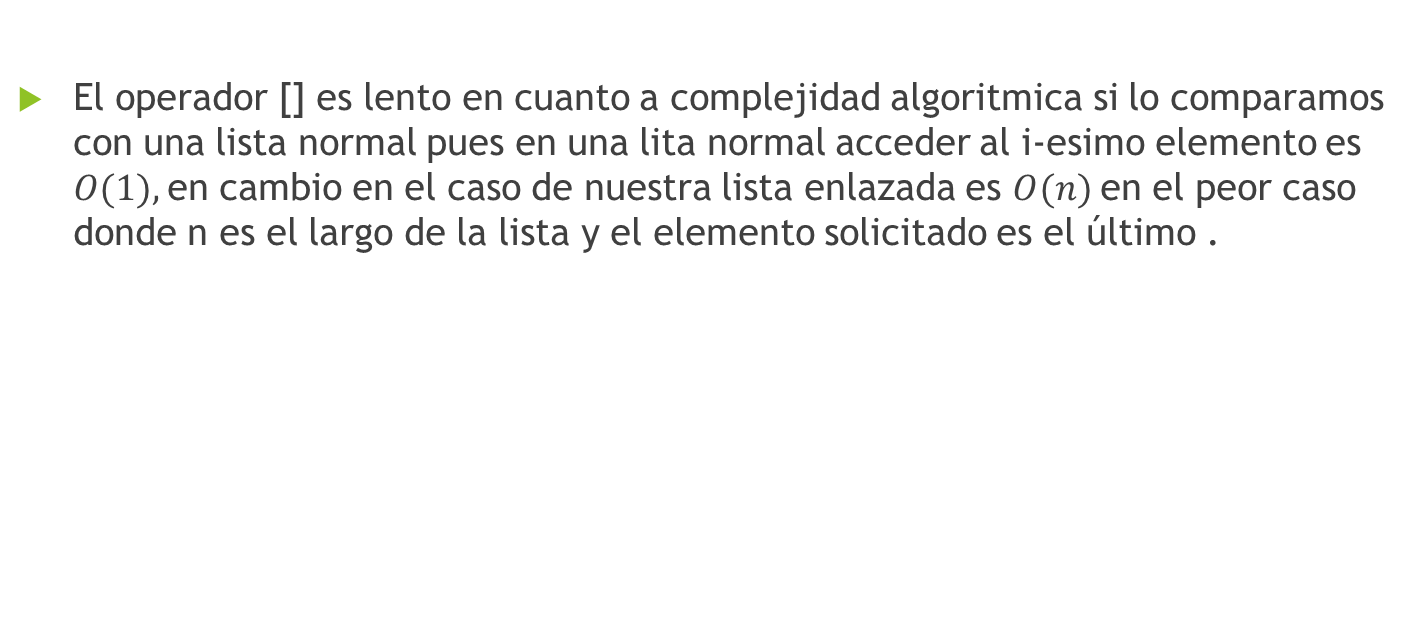 El operador [] es lento en cuanto a complejidad algoritmica si lo comparamos
con una lista normal pues en una lita normal acceder al i-esimo elemento es
O(1), en cambio en el caso de nuestra lista enlazada es O(n) en el peor caso
donde n es el largo de la lista y el elemento solicitado es el último .